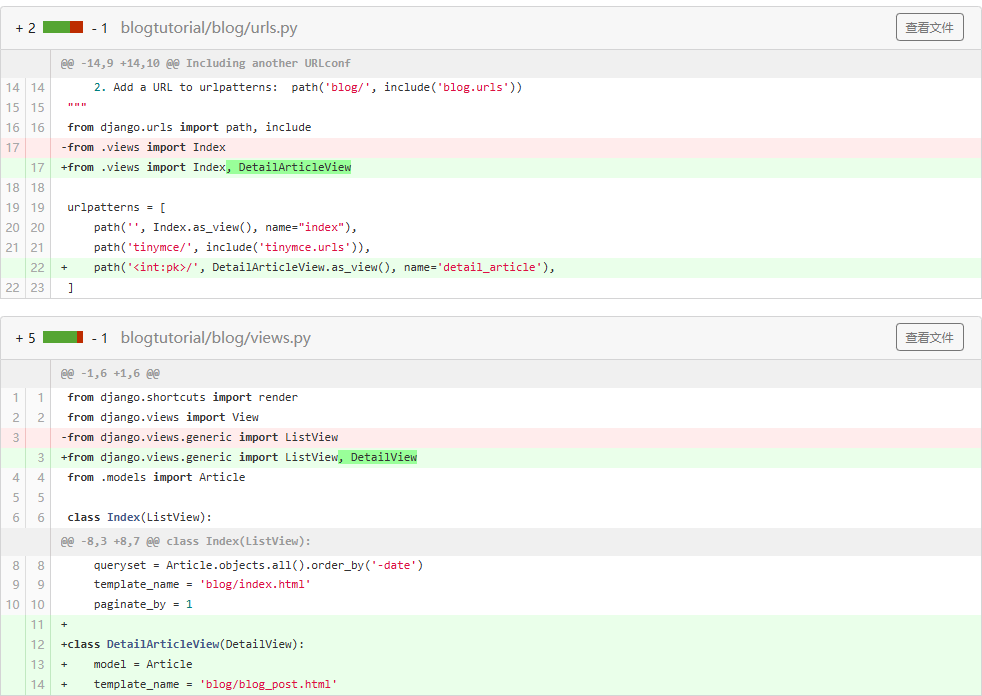 + 2 - 1 blogtutorial/blog/urls.py 查看文件
@@ -14,9 +14,10 @@ Including another URLconf
14 14     2. Add a URL to urlpatterns:  path('blog/', include('blog.urls'))
15 15 """
16 16 from django.urls import path, include
17 -from .views import Index
17 +from .views import Index, DetailArticleView
18 18
19 19 urlpatterns = [
20 20     path('', Index.as_view(), name="index"),
21 21     path('tinymce/', include('tinymce.urls')),
22 +    path('<int:pk>/', DetailArticleView.as_view(), name='detail_article'),
22 23 ]
+ 5 - 1 blogtutorial/blog/views.py 查看文件
@@ -1,6 +1,6 @@
1 1 from django.shortcuts import render
2 2 from django.views import View
3 -from django.views.generic import ListView
3 +from django.views.generic import ListView, DetailView
4 4 from .models import Article
5 5
6 6 class Index(ListView):
@@ -8,3 +8,7 @@ class Index(ListView):
8 8     queryset = Article.objects.all().order_by('-date')
9 9     template_name = 'blog/index.html'
10 10     paginate_by = 1
11 +
12 +class DetailArticleView(DetailView):
13 +    model = Article
14 +    template_name = 'blog/blog_post.html'